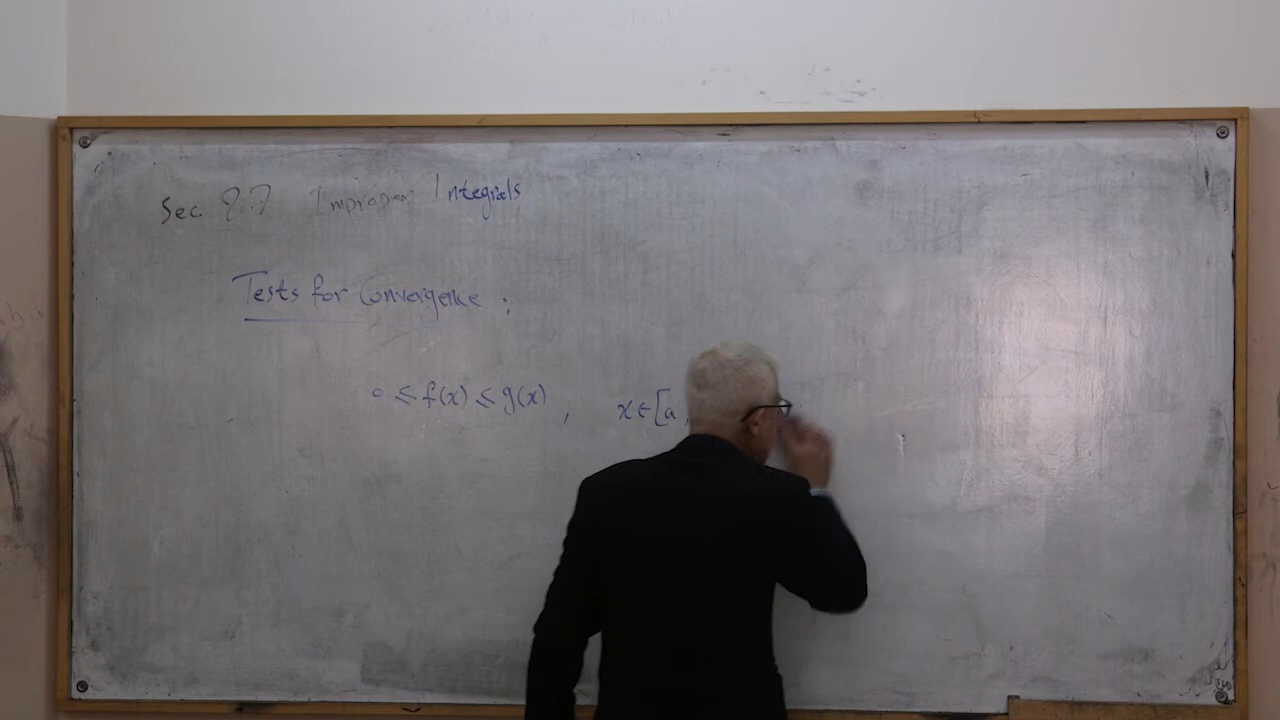 Sec. 8.7 Improper Integrals
Tests for Convergence :
0 ≤ f(x) ≤ g(x) , x ∈ [a ,